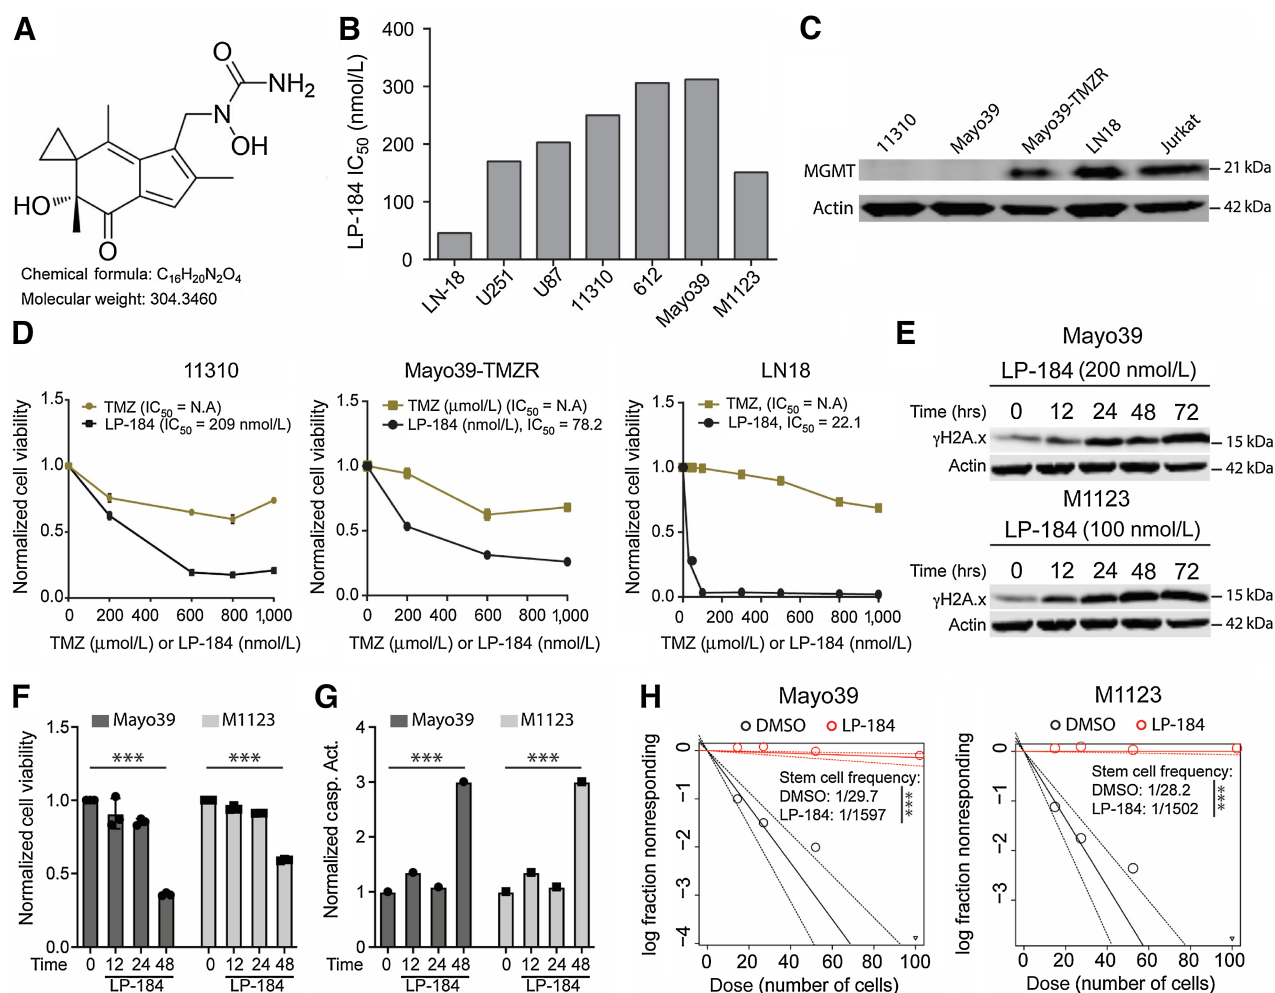 A
O
NH2
N
OH
HO
O
Chemical formula: C16H20N2O4
Molecular weight: 304.3460
B
LP-184 IC50 (nmol/L)
400
300
200
100
0
LN-18
U251
U87
11310
612
Mayo39
M1123
C
11310
Mayo39
Mayo39-TMZR
LN18
Jurkat
MGMT
21 kDa
Actin
42 kDa
D
11310
TMZ (IC50 = N.A)
LP-184 (IC50 = 209 nmol/L)
Normalized cell viability
1.5
1.0
0.5
0.0
0 200 400 600 800 1,000
TMZ (µmol/L) or LP-184 (nmol/L)
Mayo39-TMZR
TMZ (µmol/L) (IC50 = N.A)
LP-184 (nmol/L), IC50 = 78.2
Normalized cell viability
1.5
1.0
0.5
0.0
0 200 400 600 800 1,000
TMZ (µmol/L) or LP-184 (nmol/L)
LN18
TMZ, (IC50 = N.A)
LP-184, IC50 = 22.1
Normalized cell viability
1.5
1.0
0.5
0.0
0 200 400 600 800 1,000
TMZ (µmol/L) or LP-184 (nmol/L)
E
Mayo39
LP-184 (200 nmol/L)
Time (hrs) 0 12 24 48 72
γH2A.x 15 kDa
Actin 42 kDa
M1123
LP-184 (100 nmol/L)
Time (hrs) 0 12 24 48 72
γH2A.x 15 kDa
Actin 42 kDa
F
Mayo39 M1123
*** ***
Normalized cell viability
1.5
1.0
0.5
0.0
Time 0 12 24 48 0 12 24 48
LP-184 LP-184
G
Mayo39 M1123
*** ***
Normalized casp. Act.
4
3
2
1
0
Time 0 12 24 48 0 12 24 48
LP-184 LP-184
H
Mayo39
DMSO LP-184
log fraction nonresponding
0
−1
−2
−3
−4
Stem cell frequency:
DMSO: 1/29.7
LP-184: 1/1597
***
0 20 40 60 80 100
Dose (number of cells)
M1123
DMSO LP-184
log fraction nonresponding
0
−1
−2
−3
Stem cell frequency:
DMSO: 1/28.2
LP-184: 1/1502
***
0 20 40 60 80 100
Dose (number of cells)